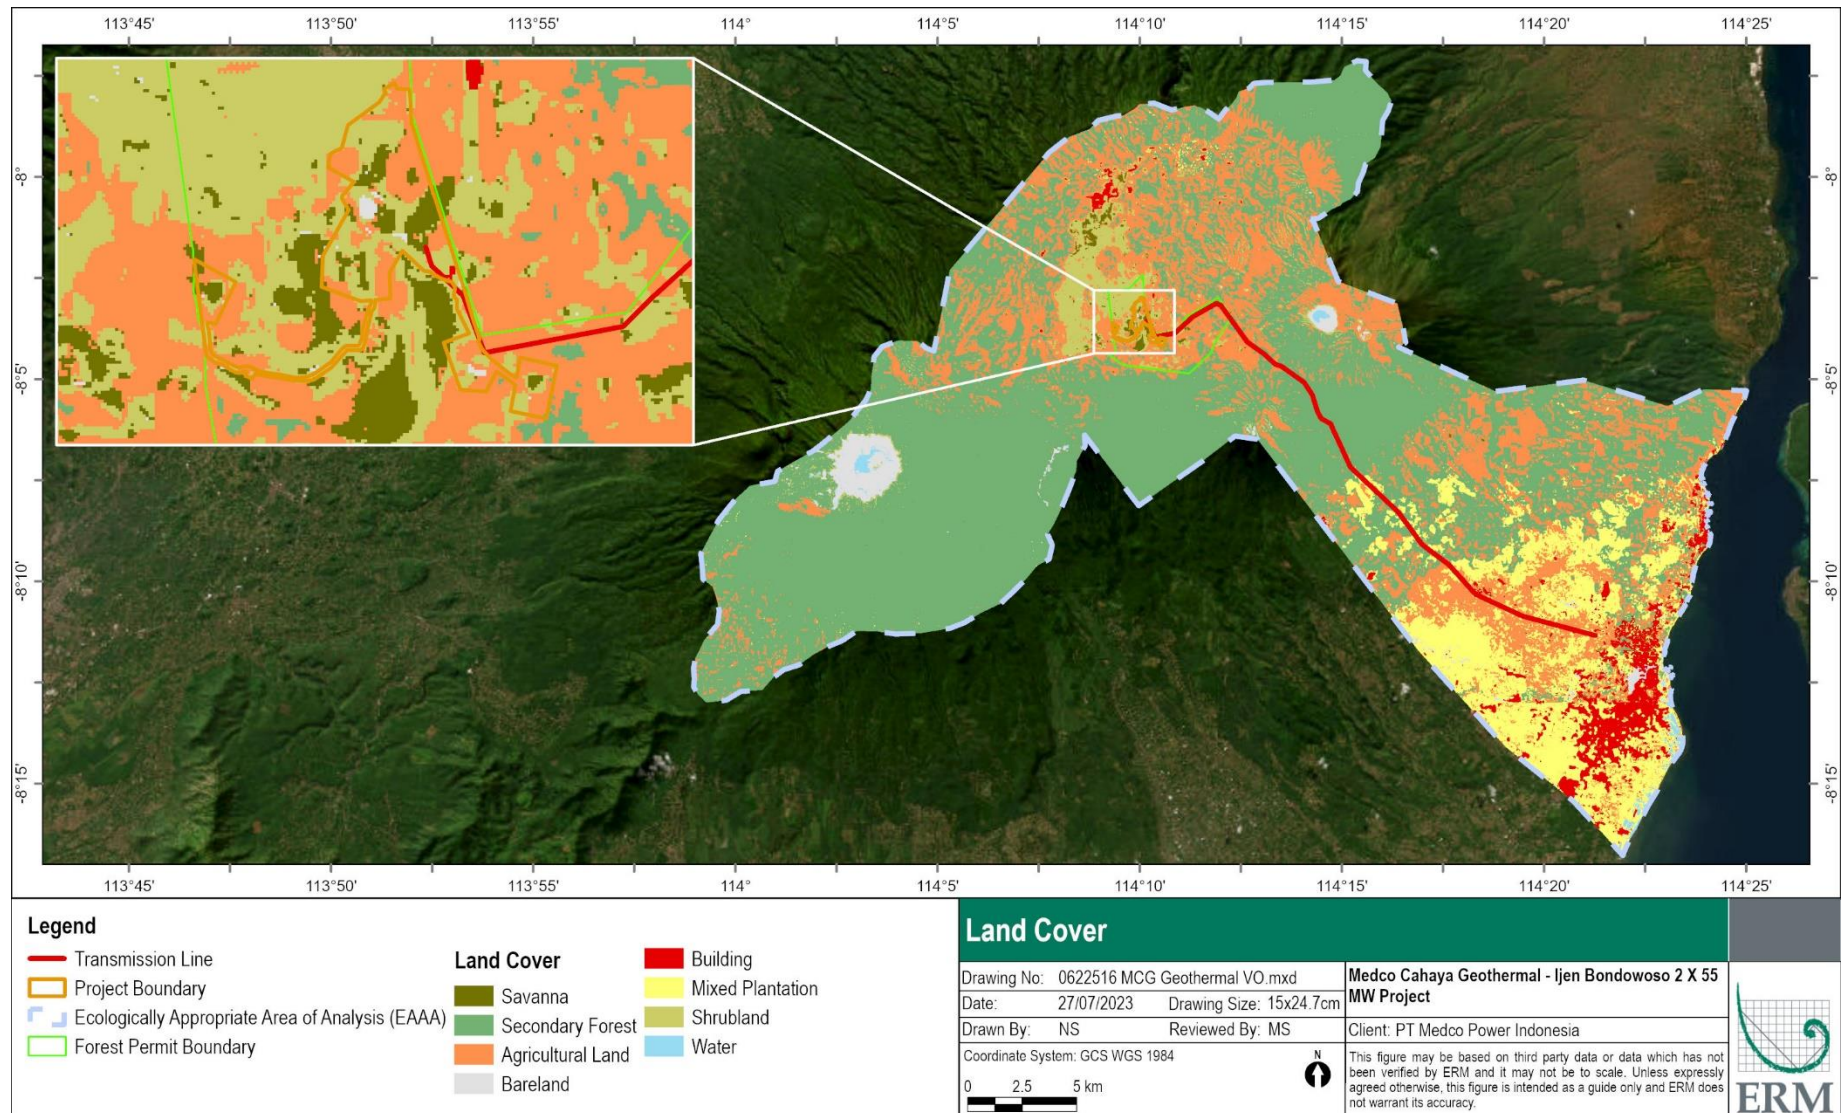 113°45' 113°50' 113°55' 114° 114°5' 114°10' 114°15' 114°20' 114°25'
-8° -8°
-8°5' -8°5'
-8°10' -8°10'
-8°15' -8°15'
113°45' 113°50' 113°55' 114° 114°5' 114°10' 114°15' 114°20' 114°25'
Legend
Transmission Line
Project Boundary
Ecologically Appropriate Area of Analysis (EAAA)
Forest Permit Boundary
Land Cover
Savanna
Secondary Forest
Agricultural Land
Bareland
Building
Mixed Plantation
Shrubland
Water
Land Cover
Drawing No: 0622516 MCG Geothermal VO.mxd
Date: 27/07/2023 Drawing Size: 15x24.7cm
Drawn By: NS Reviewed By: MS
Coordinate System: GCS WGS 1984
N
0 2.5 5 km
Medco Cahaya Geothermal - Ijen Bondowoso 2 X 55
MW Project
Client: PT Medco Power Indonesia
This figure may be based on third party data or data which has not
been verified by ERM and it may not be to scale. Unless expressly
agreed otherwise, this figure is intended as a guide only and ERM does
not warrant its accuracy.
ERM